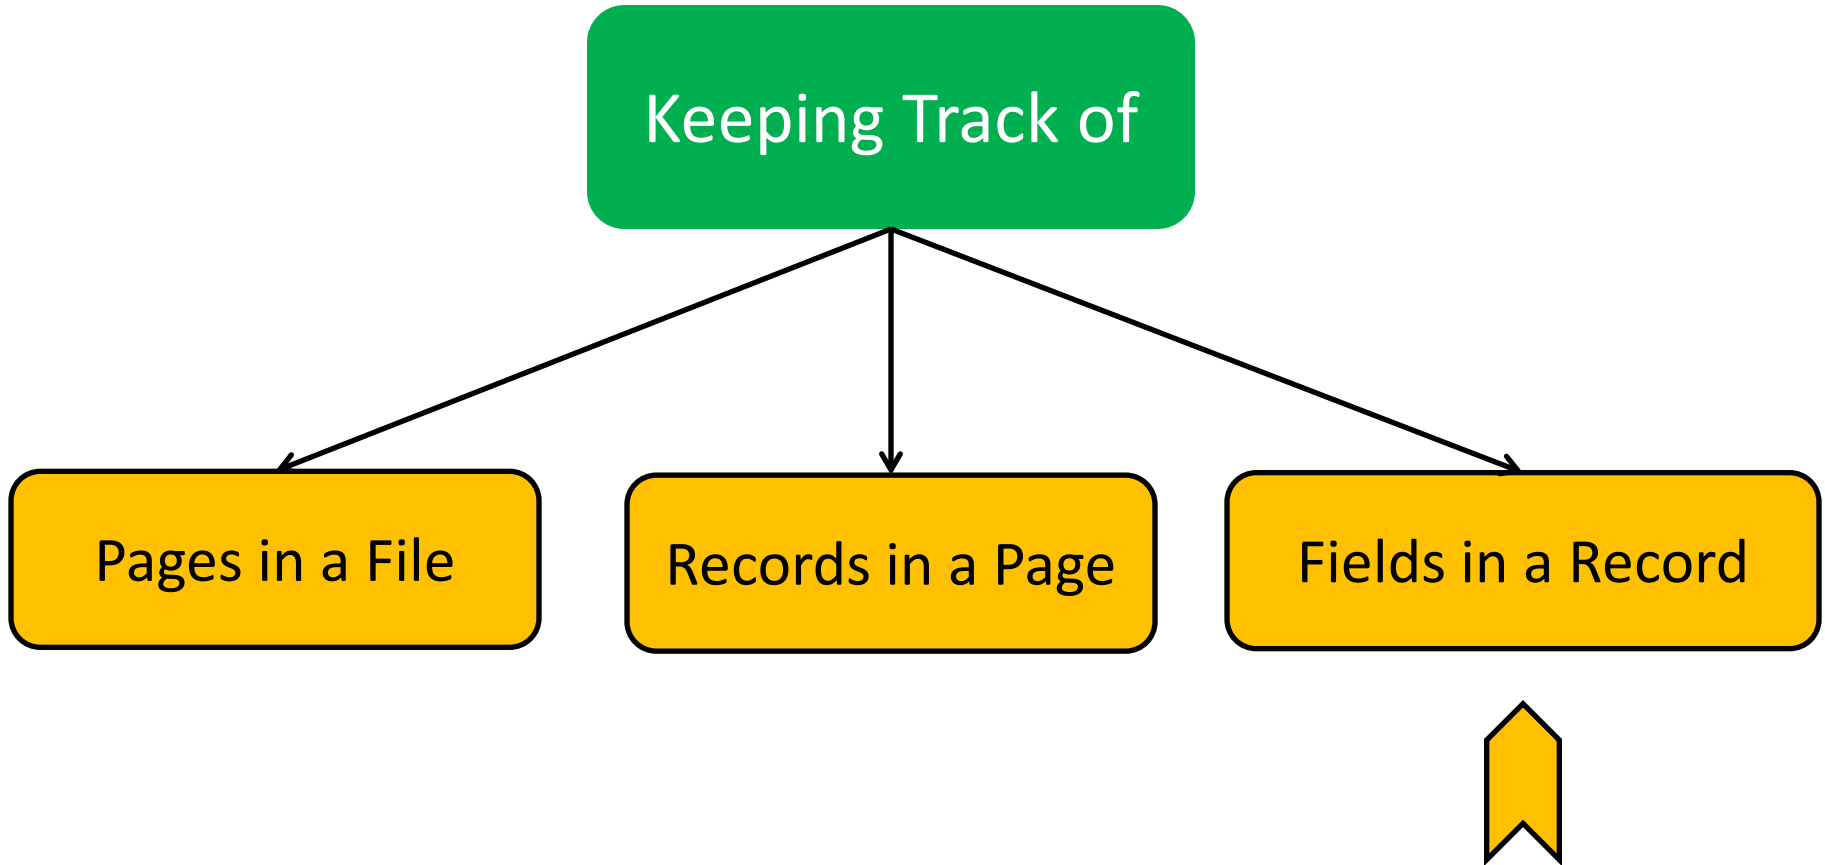 Keeping Track of
Pages in a File
Records in a Page
Fields in a Record